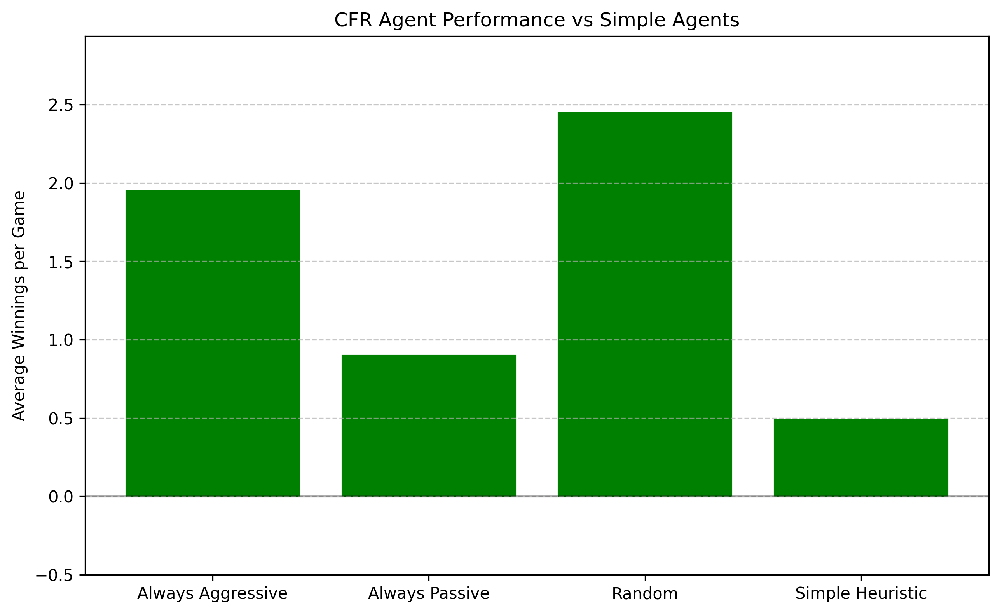 CFR Agent Performance vs Simple Agents
Average Winnings per Game
2.5
2.0
1.5
1.0
0.5
0.0
−0.5
Always Aggressive
Always Passive
Random
Simple Heuristic